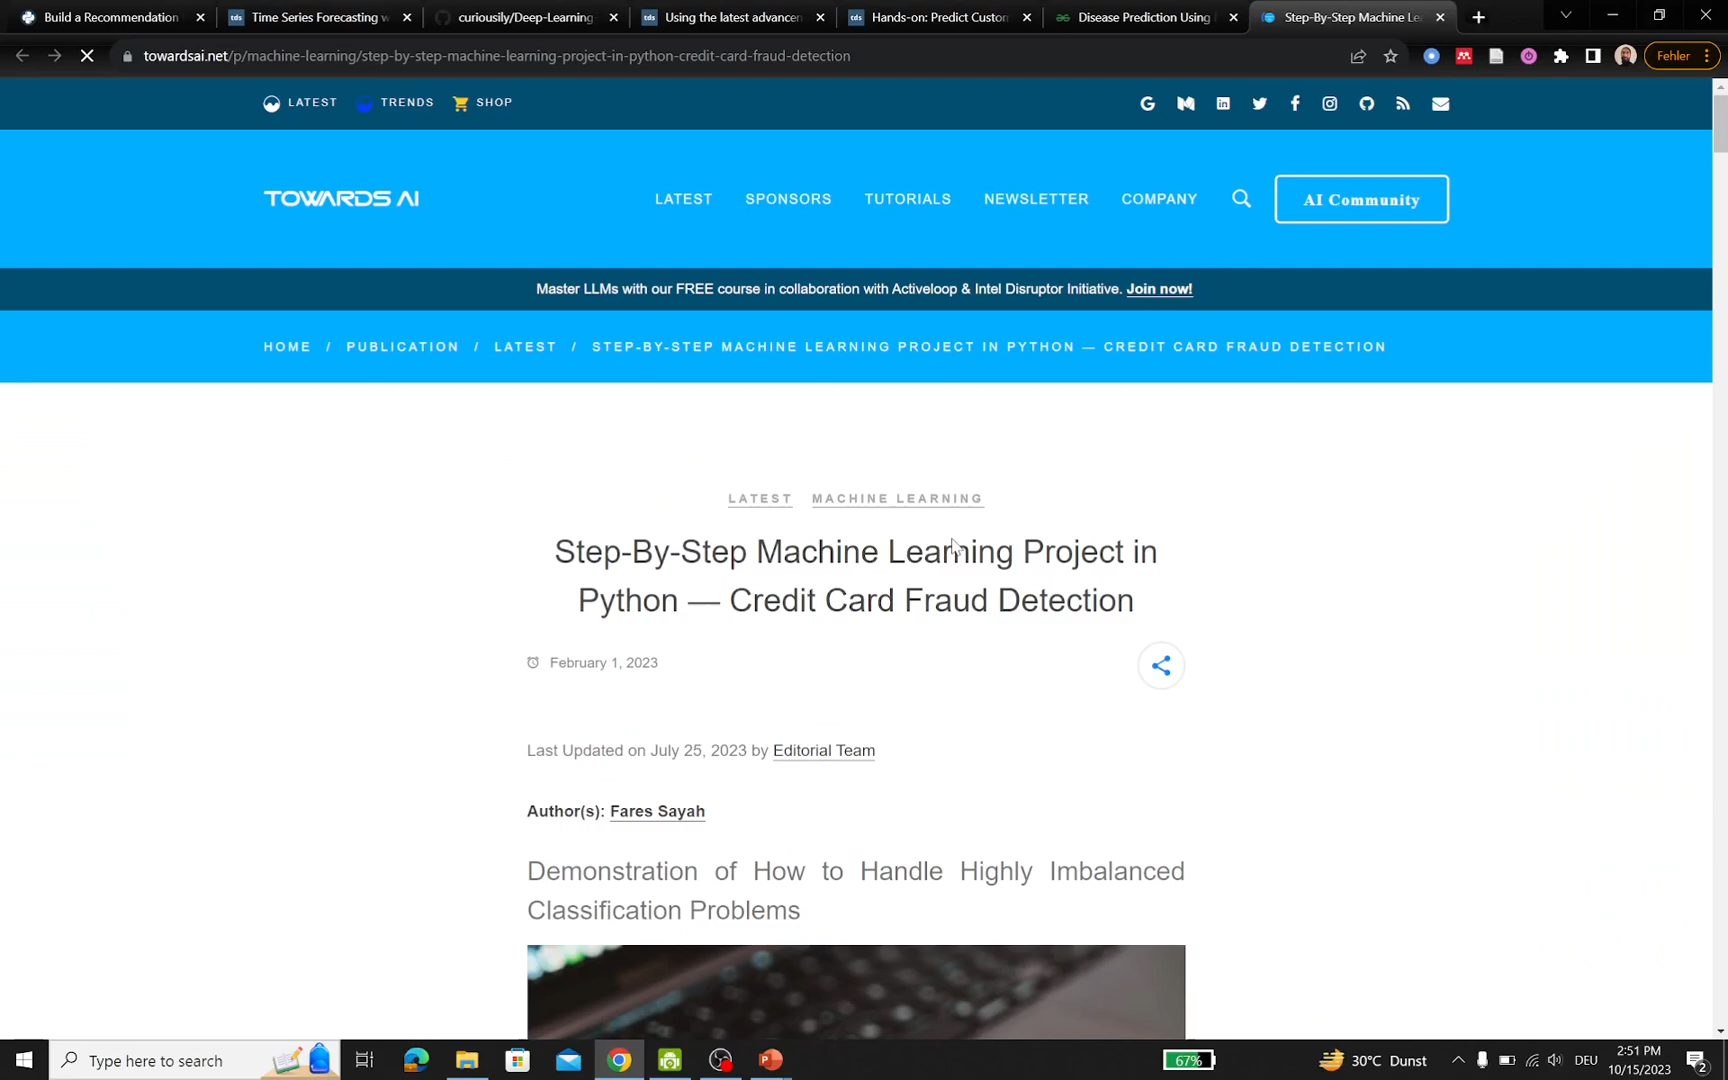 Build a Recommendation
Time Series Forecasting w
curiousily/Deep-Learning
Using the latest advancem
Hands-on: Predict Custom
Disease Prediction Using
Step-By-Step Machine Le
towardsai.net/p/machine-learning/step-by-step-machine-learning-project-in-python-credit-card-fraud-detection
Fehler
LATEST TRENDS SHOP
TOWARDS AI
LATEST SPONSORS TUTORIALS NEWSLETTER COMPANY AI Community
Master LLMs with our FREE course in collaboration with Activeloop & Intel Disruptor Initiative. Join now!
HOME / PUBLICATION / LATEST / STEP-BY-STEP MACHINE LEARNING PROJECT IN PYTHON — CREDIT CARD FRAUD DETECTION
LATEST MACHINE LEARNING
Step-By-Step Machine Learning Project in
Python — Credit Card Fraud Detection
February 1, 2023
Last Updated on July 25, 2023 by Editorial Team
Author(s): Fares Sayah
Demonstration of How to Handle Highly Imbalanced
Classification Problems
Type here to search
67%
30°C Dunst
DEU
2:51 PM
10/15/2023
2